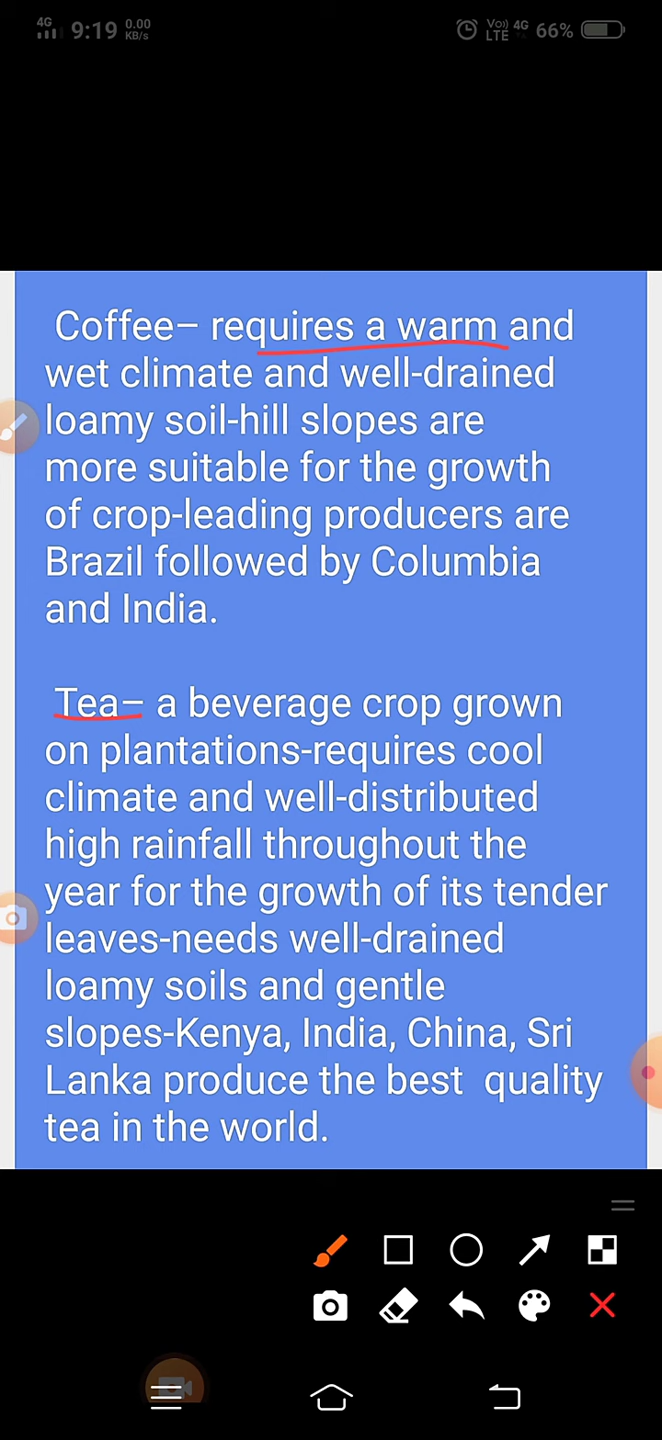 4G 9:19 0.00 KB/s Vo)) LTE 4G 66%
Coffee– requires a warm and
wet climate and well-drained
loamy soil-hill slopes are
more suitable for the growth
of crop-leading producers are
Brazil followed by Columbia
and India.
Tea– a beverage crop grown
on plantations-requires cool
climate and well-distributed
high rainfall throughout the
year for the growth of its tender
leaves-needs well-drained
loamy soils and gentle
slopes-Kenya, India, China, Sri
Lanka produce the best  quality
tea in the world.